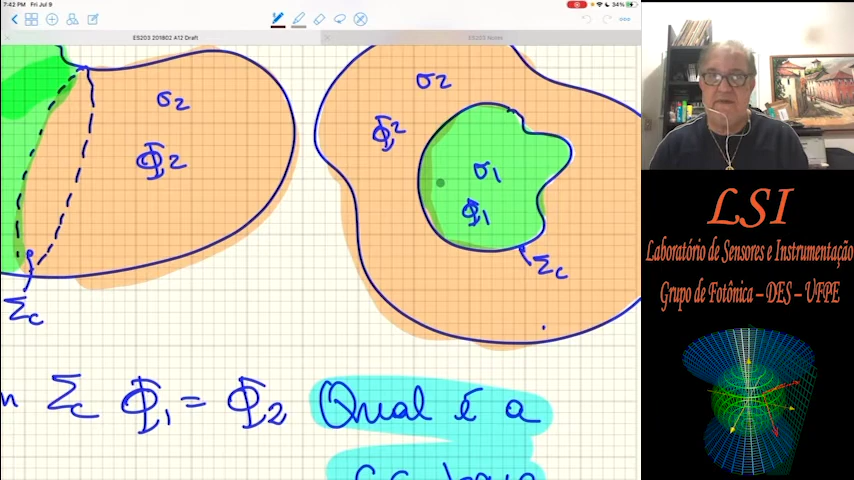 7:42 PM Fri Jul 9
34%
ES203 201802 A12 Draft
ES203 Notes
σ2
Φ2
Σc
σ2
Φ2
σ1
Φ1
Σc
Σc Φ1 = Φ2 Qual é a
LSI
Laboratório de Sensores e Instrumentação
Grupo de Fotônica – DES – UFPE